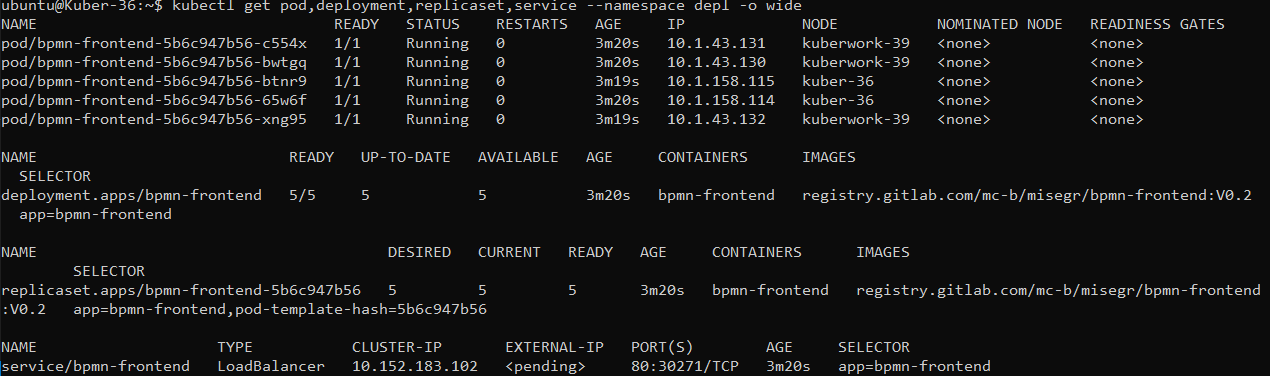 ubuntu@Kuber-36:~$ kubectl get pod,deployment,replicaset,service --namespace depl -o wide
NAME READY STATUS RESTARTS AGE IP NODE NOMINATED NODE READINESS GATES
pod/bpmn-frontend-5b6c947b56-c554x 1/1 Running 0 3m20s 10.1.43.131 kuberwork-39 <none> <none>
pod/bpmn-frontend-5b6c947b56-bwtgq 1/1 Running 0 3m20s 10.1.43.130 kuberwork-39 <none> <none>
pod/bpmn-frontend-5b6c947b56-btnr9 1/1 Running 0 3m19s 10.1.158.115 kuber-36 <none> <none>
pod/bpmn-frontend-5b6c947b56-65w6f 1/1 Running 0 3m20s 10.1.158.114 kuber-36 <none> <none>
pod/bpmn-frontend-5b6c947b56-xng95 1/1 Running 0 3m19s 10.1.43.132 kuberwork-39 <none> <none>
NAME READY UP-TO-DATE AVAILABLE AGE CONTAINERS IMAGES
SELECTOR
deployment.apps/bpmn-frontend 5/5 5 5 3m20s bpmn-frontend registry.gitlab.com/mc-b/misegr/bpmn-frontend:V0.2
app=bpmn-frontend
NAME DESIRED CURRENT READY AGE CONTAINERS IMAGES
SELECTOR
replicaset.apps/bpmn-frontend-5b6c947b56 5 5 5 3m20s bpmn-frontend registry.gitlab.com/mc-b/misegr/bpmn-frontend
:V0.2 app=bpmn-frontend,pod-template-hash=5b6c947b56
NAME TYPE CLUSTER-IP EXTERNAL-IP PORT(S) AGE SELECTOR
service/bpmn-frontend LoadBalancer 10.152.183.102 <pending> 80:30271/TCP 3m20s app=bpmn-frontend